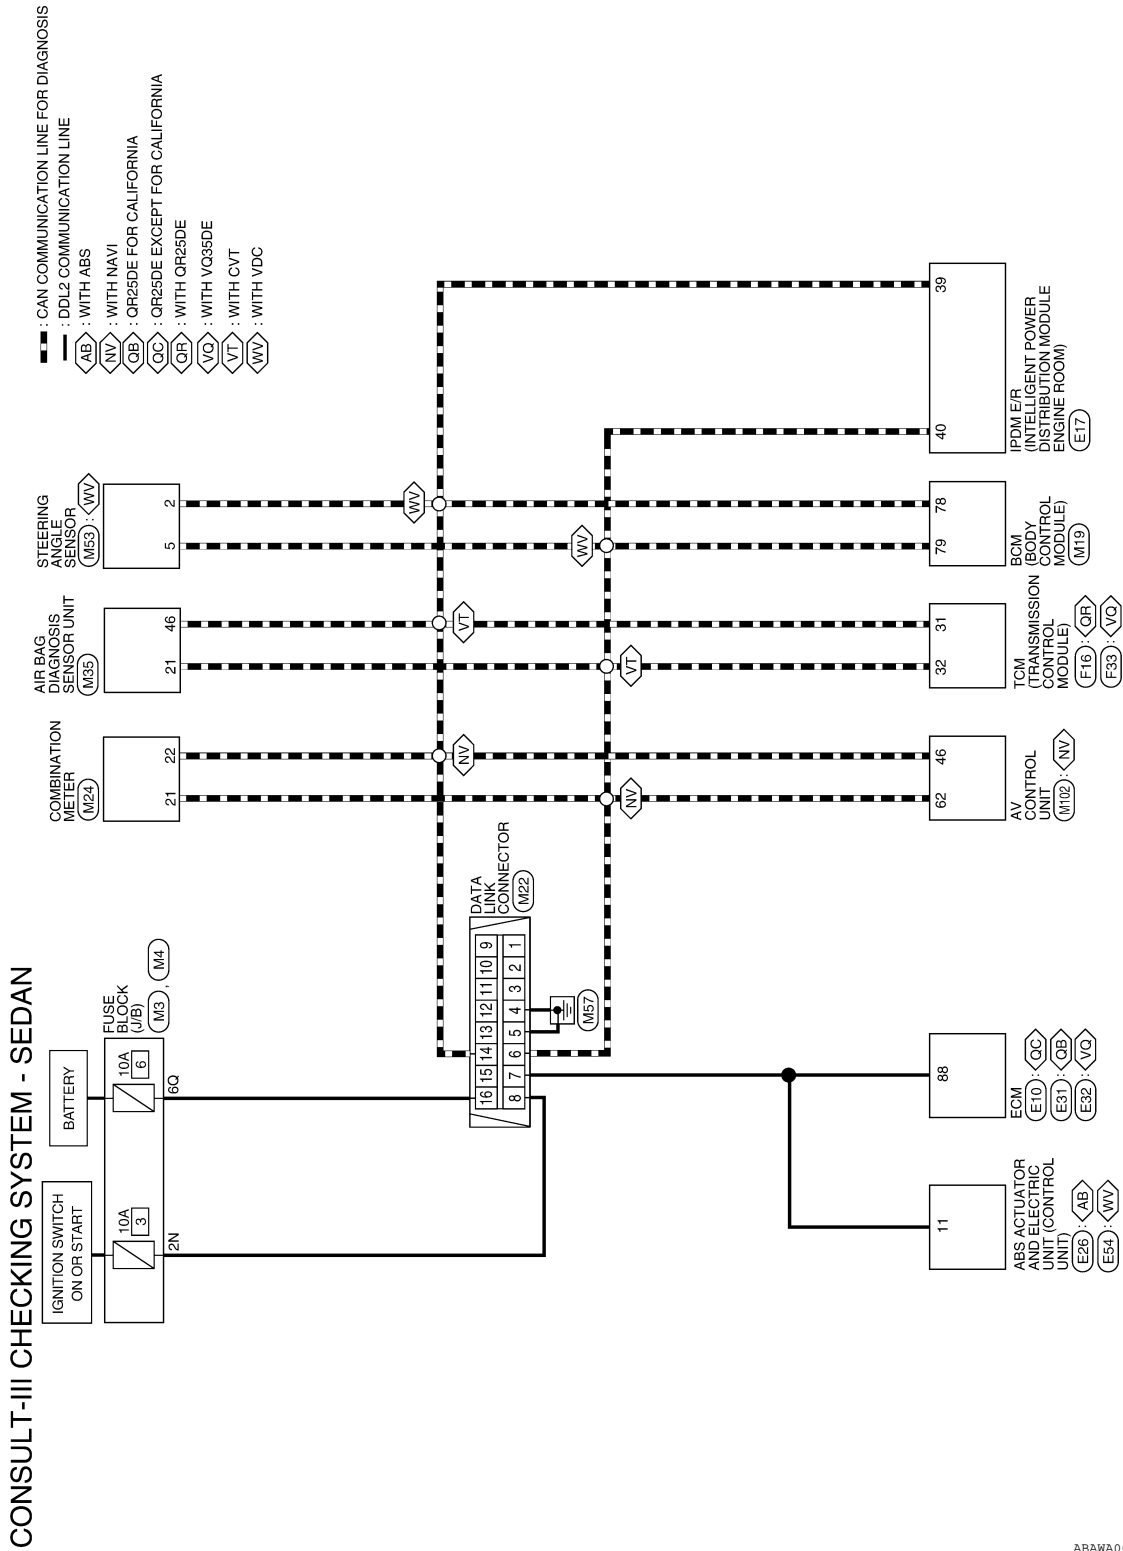 CONSULT-III CHECKING SYSTEM - SEDAN
IGNITION SWITCH
ON OR START
BATTERY
10A
3
2N
10A
6
6Q
FUSE
BLOCK
(J/B)
M3 , M4
COMBINATION
METER
M24
21
22
AIR BAG
DIAGNOSIS
SENSOR UNIT
M35
21
46
STEERING
ANGLE
SENSOR
M53 : WV
5
2
: CAN COMMUNICATION LINE FOR DIAGNOSIS
: DDL2 COMMUNICATION LINE
AB : WITH ABS
NV : WITH NAVI
QB : QR25DE FOR CALIFORNIA
QC : QR25DE EXCEPT FOR CALIFORNIA
QR : WITH QR25DE
VQ : WITH VQ35DE
VT : WITH CVT
WV : WITH VDC
WV
WV
VT
VT
NV
NV
DATA
LINK
CONNECTOR
M22
16 15 14 13 12 11 10 9
8 7 6 5 4 3 2 1
M57
11
ABS ACTUATOR
AND ELECTRIC
UNIT (CONTROL
UNIT)
E26 : AB
E54 : WV
88
ECM
E10 : QC
E31 : QB
E32 : VQ
62
46
AV
CONTROL
UNIT
M102 : NV
32
31
TCM
(TRANSMISSION
CONTROL
MODULE)
F16 : QR
F33 : VQ
79
78
BCM
(BODY
CONTROL
MODULE)
M19
40
39
IPDM E/R
(INTELLIGENT POWER
DISTRIBUTION MODULE
ENGINE ROOM)
E17